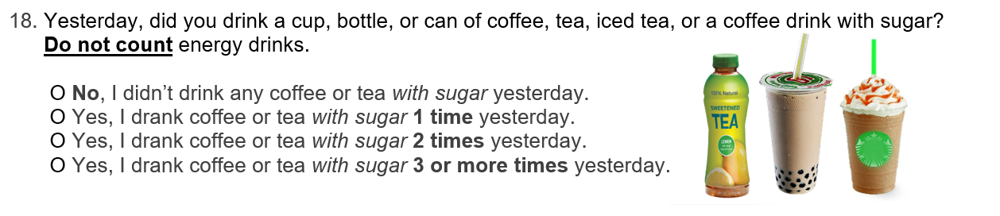 18. Yesterday, did you drink a cup, bottle, or can of coffee, tea, iced tea, or a coffee drink with sugar?
Do not count energy drinks.
O No, I didn’t drink any coffee or tea with sugar yesterday.
O Yes, I drank coffee or tea with sugar 1 time yesterday.
O Yes, I drank coffee or tea with sugar 2 times yesterday.
O Yes, I drank coffee or tea with sugar 3 or more times yesterday.
100% Natural
SWEETENED
TEA
LEMON